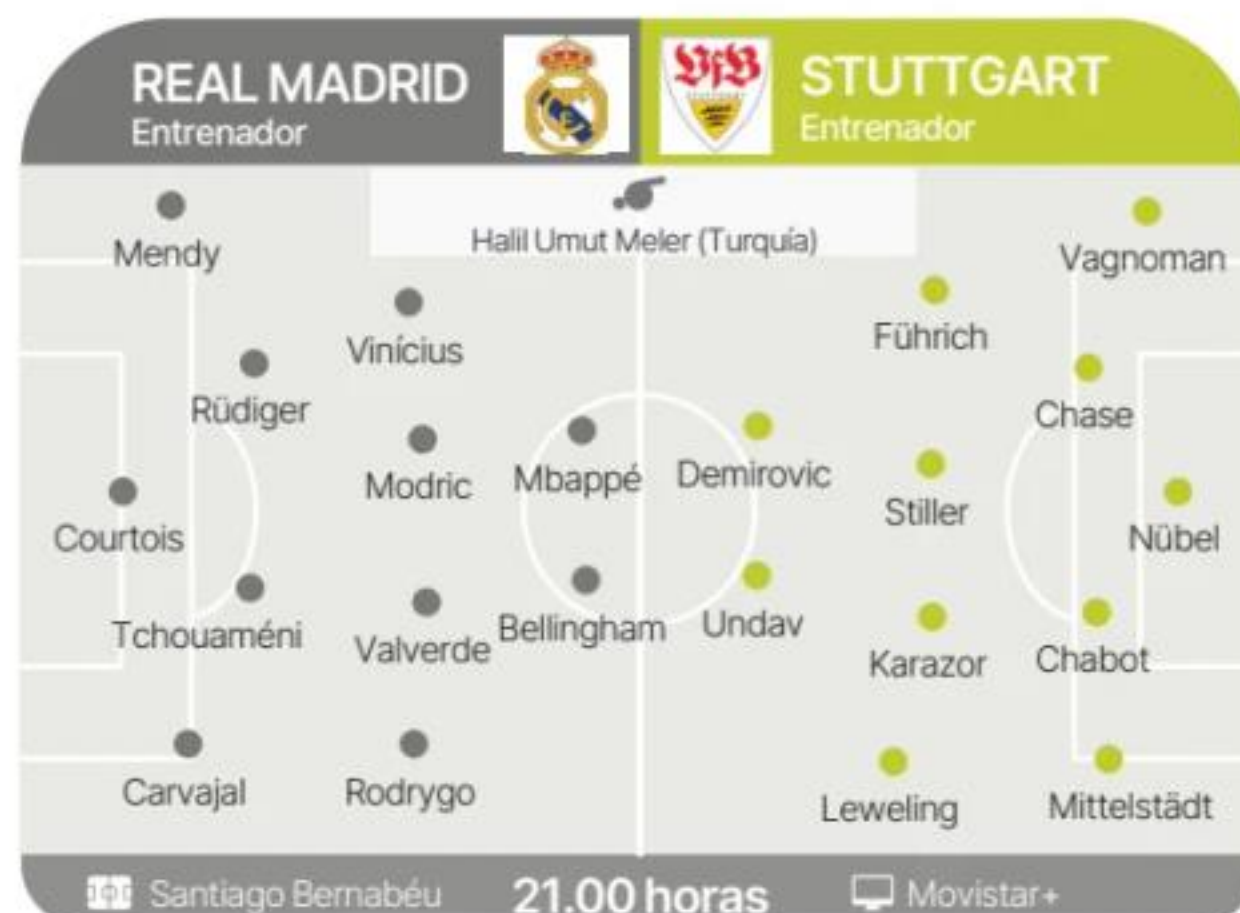 REAL MADRID
Entrenador
STUTTGART
Entrenador
Halil Umut Meler (Turquía)
Mendy
Vagnoman
Vinícius
Führich
Rüdiger
Chase
Modric
Mbappé
Demirovic
Stiller
Courtois
Nübel
Tchouaméni
Valverde
Bellingham
Undav
Karazor
Chabot
Carvajal
Rodrygo
Leweling
Mittelstädt
Santiago Bernabéu
21.00 horas
Movistar+
VfB